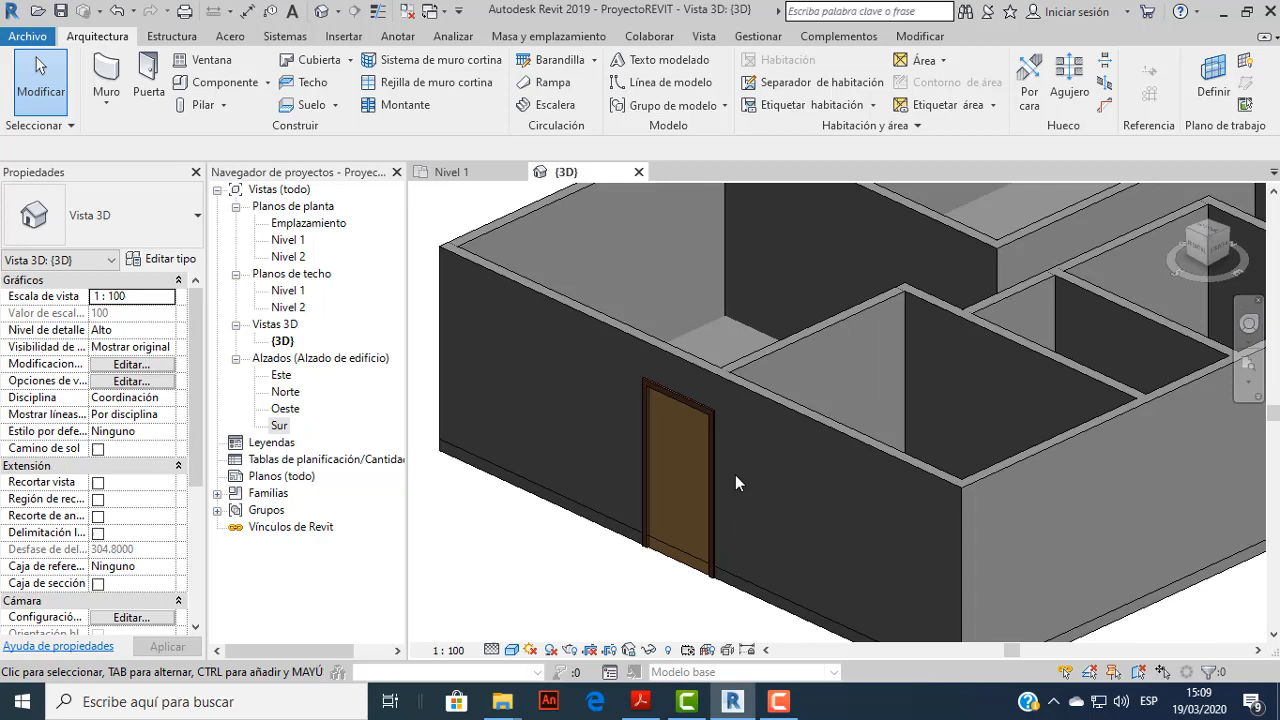 Autodesk Revit 2019 - ProyectoREVIT - Vista 3D: {3D}
Escriba palabra clave o frase
Iniciar sesión
Archivo
Arquitectura
Estructura
Acero
Sistemas
Insertar
Anotar
Analizar
Masa y emplazamiento
Colaborar
Vista
Gestionar
Complementos
Modificar
Modificar
Muro
Puerta
Ventana
Componente
Pilar
Cubierta
Techo
Suelo
Sistema de muro cortina
Rejilla de muro cortina
Montante
Barandilla
Rampa
Escalera
Texto modelado
Línea de modelo
Grupo de modelo
Habitación
Separador de habitación
Etiquetar habitación
Área
Contorno de área
Etiquetar área
Por
cara
Agujero
Definir
Seleccionar
Construir
Circulación
Modelo
Habitación y área
Hueco
Referencia
Plano de trabajo
Propiedades
Vista 3D
Vista 3D: {3D}
Editar tipo
Gráficos
Escala de vista 1 : 100
Valor de escal... 100
Nivel de detalle Alto
Visibilidad de ... Mostrar original
Modificacion... Editar...
Opciones de v... Editar...
Disciplina Coordinación
Mostrar líneas... Por disciplina
Estilo por defe... Ninguno
Camino de sol
Extensión
Recortar vista
Región de rec...
Recorte de an...
Delimitación l...
Desfase de del... 304.8000
Caja de refere... Ninguno
Caja de sección
Cámara
Configuració... Editar...
Ayuda de propiedades
Aplicar
Navegador de proyectos - Proyec...
Vistas (todo)
Planos de planta
Emplazamiento
Nivel 1
Nivel 2
Planos de techo
Nivel 1
Nivel 2
Vistas 3D
{3D}
Alzados (Alzado de edificio)
Este
Norte
Oeste
Sur
Leyendas
Tablas de planificación/Cantidad
Planos (todo)
Familias
Grupos
Vínculos de Revit
Nivel 1
{3D}
1 : 100
Clic para seleccionar, TAB para alternar, CTRL para añadir y MAYÚ
:0
Modelo base
:0
Escribe aquí para buscar
ESP
15:09
19/03/2020